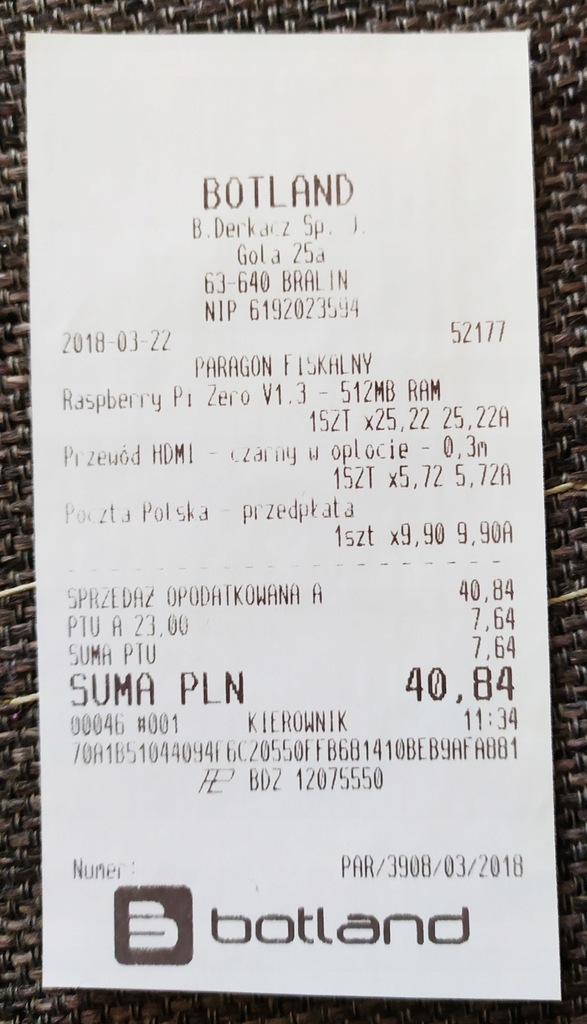 BOTLAND
B.Derkacz Sp. J.
Gola 25a
63-640 BRALIN
NIP 6192023594
2018-03-22 52177
PARAGON FISKALNY
Raspberry Pi Zero V1.3 - 512MB RAM
1SZT x25,22 25,22A
Przewód HDMI - czarny w oplocie - 0,3m
1SZT x5,72 5,72A
Poczta Polska - przedpłata
1szt x9,90 9,90A
SPRZEDAZ OPODATKOWANA A 40,84
PTU A 23,00 7,64
SUMA PTU 7,64
SUMA PLN 40,84
00046 #001 KIEROWNIK 11:34
BDZ 12075550
Numer: PAR/3908/03/2018
B botland